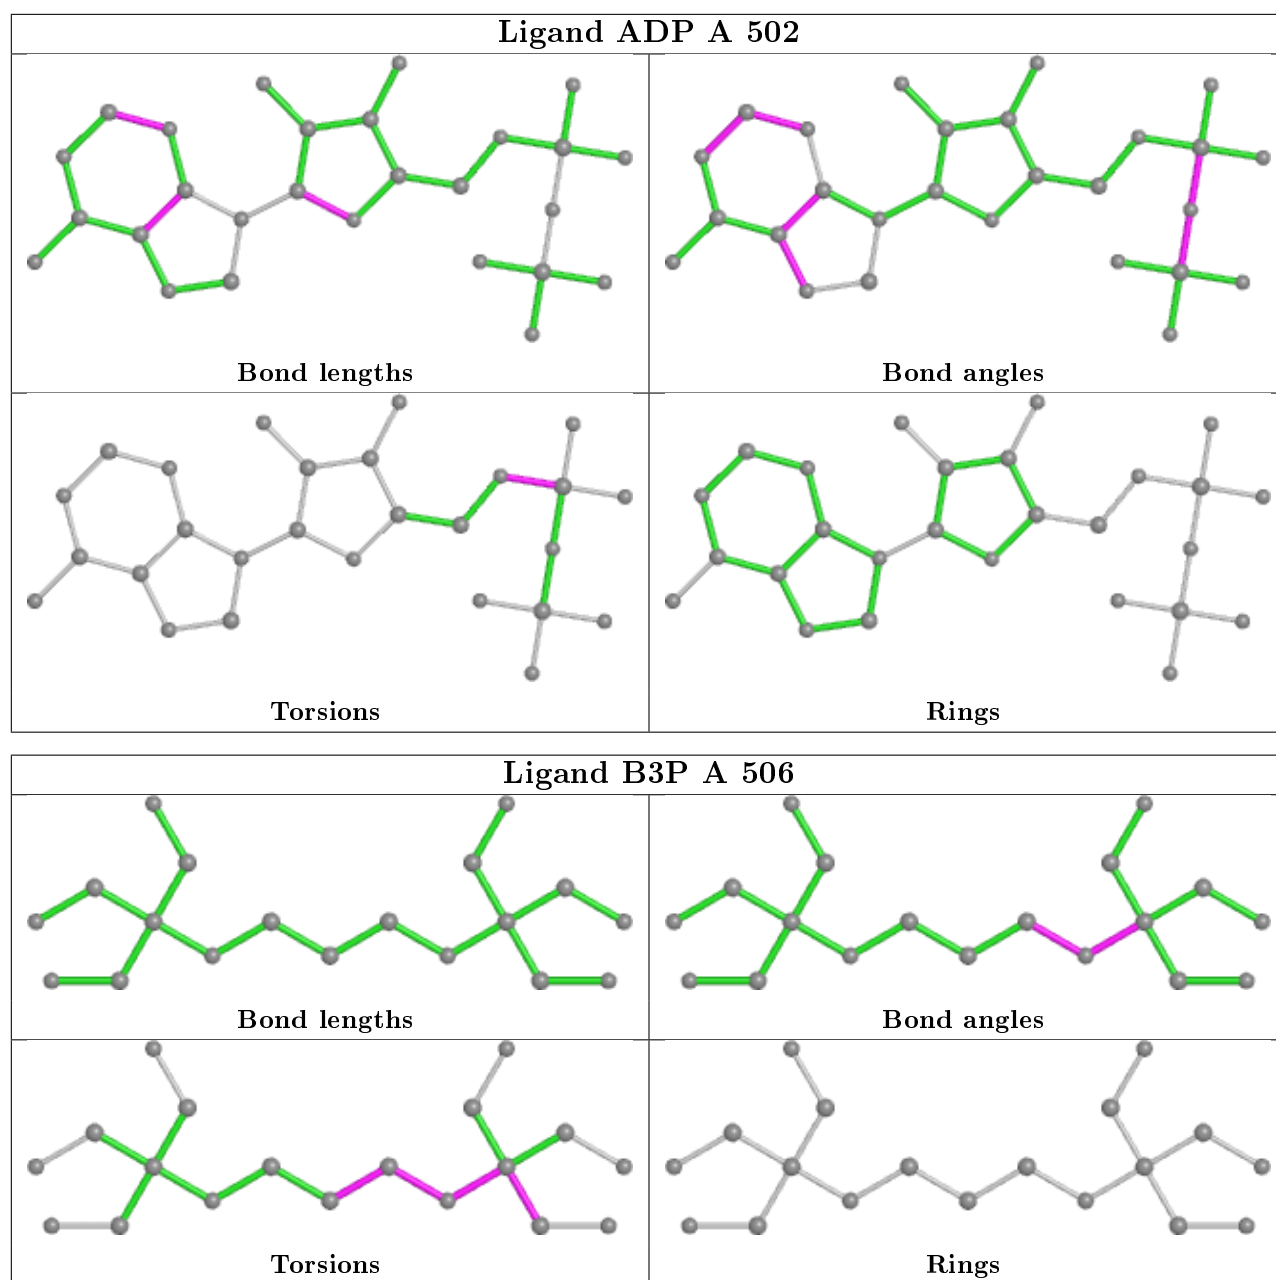 Ligand ADP A 502
Bond lengths
Bond angles
Torsions
Rings
Ligand B3P A 506
Bond lengths
Bond angles
Torsions
Rings